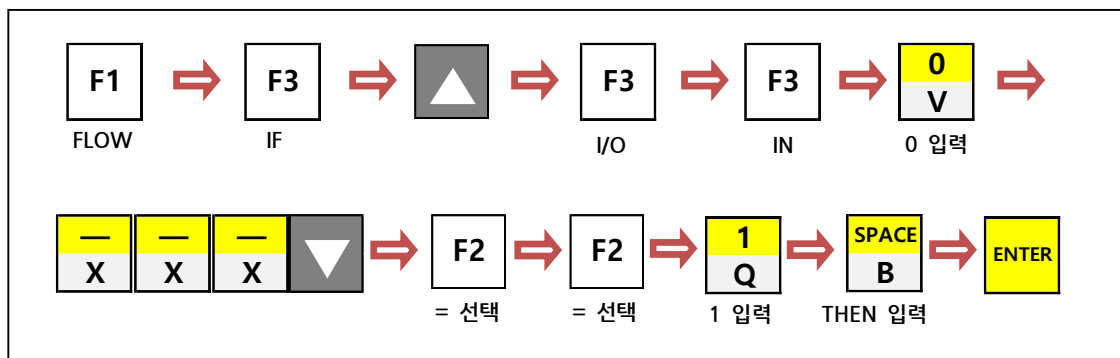 F1 F3 F3 F3 0
V
FLOW IF I/O IN 0 입력
— — — F2 F2 1 SPACE ENTER
X X X Q B
= 선택 = 선택 1 입력 THEN 입력